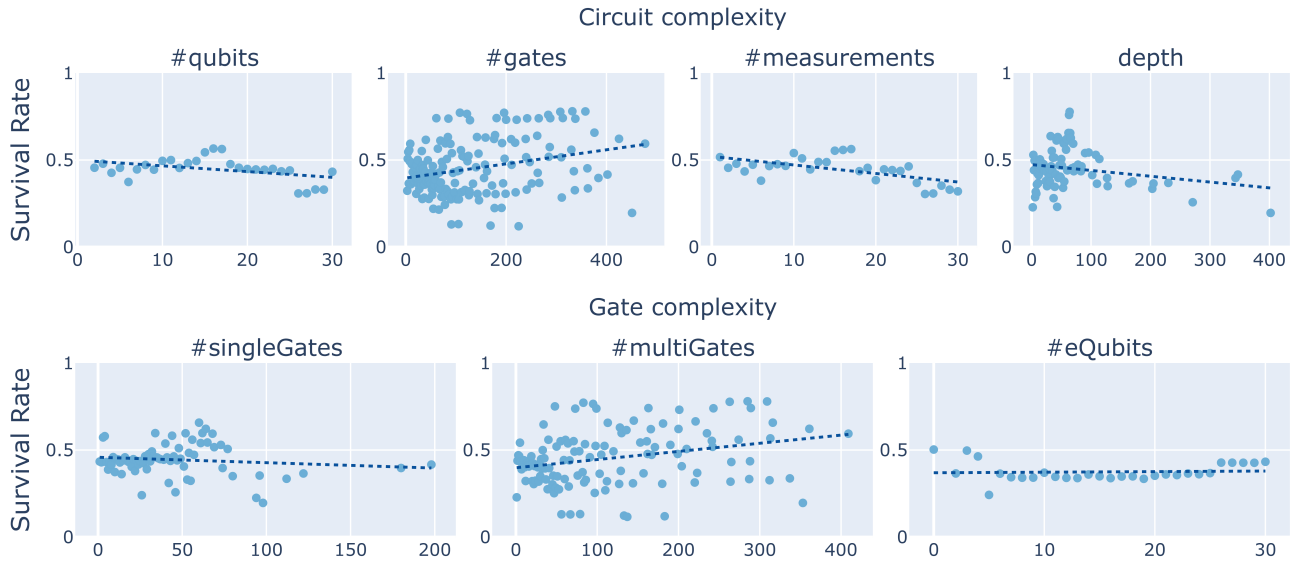 Circuit complexity
#qubits #gates #measurements depth
Survival Rate
1 1 1 1
0.5 0.5 0.5 0.5
0 0 0 0
0 10 20 30 0 200 400 0 10 20 30 0 100 200 300 400
Gate complexity
#singleGates #multiGates #eQubits
Survival Rate
1 1 1
0.5 0.5 0.5
0 0 0
0 50 100 150 200 0 100 200 300 400 0 10 20 30